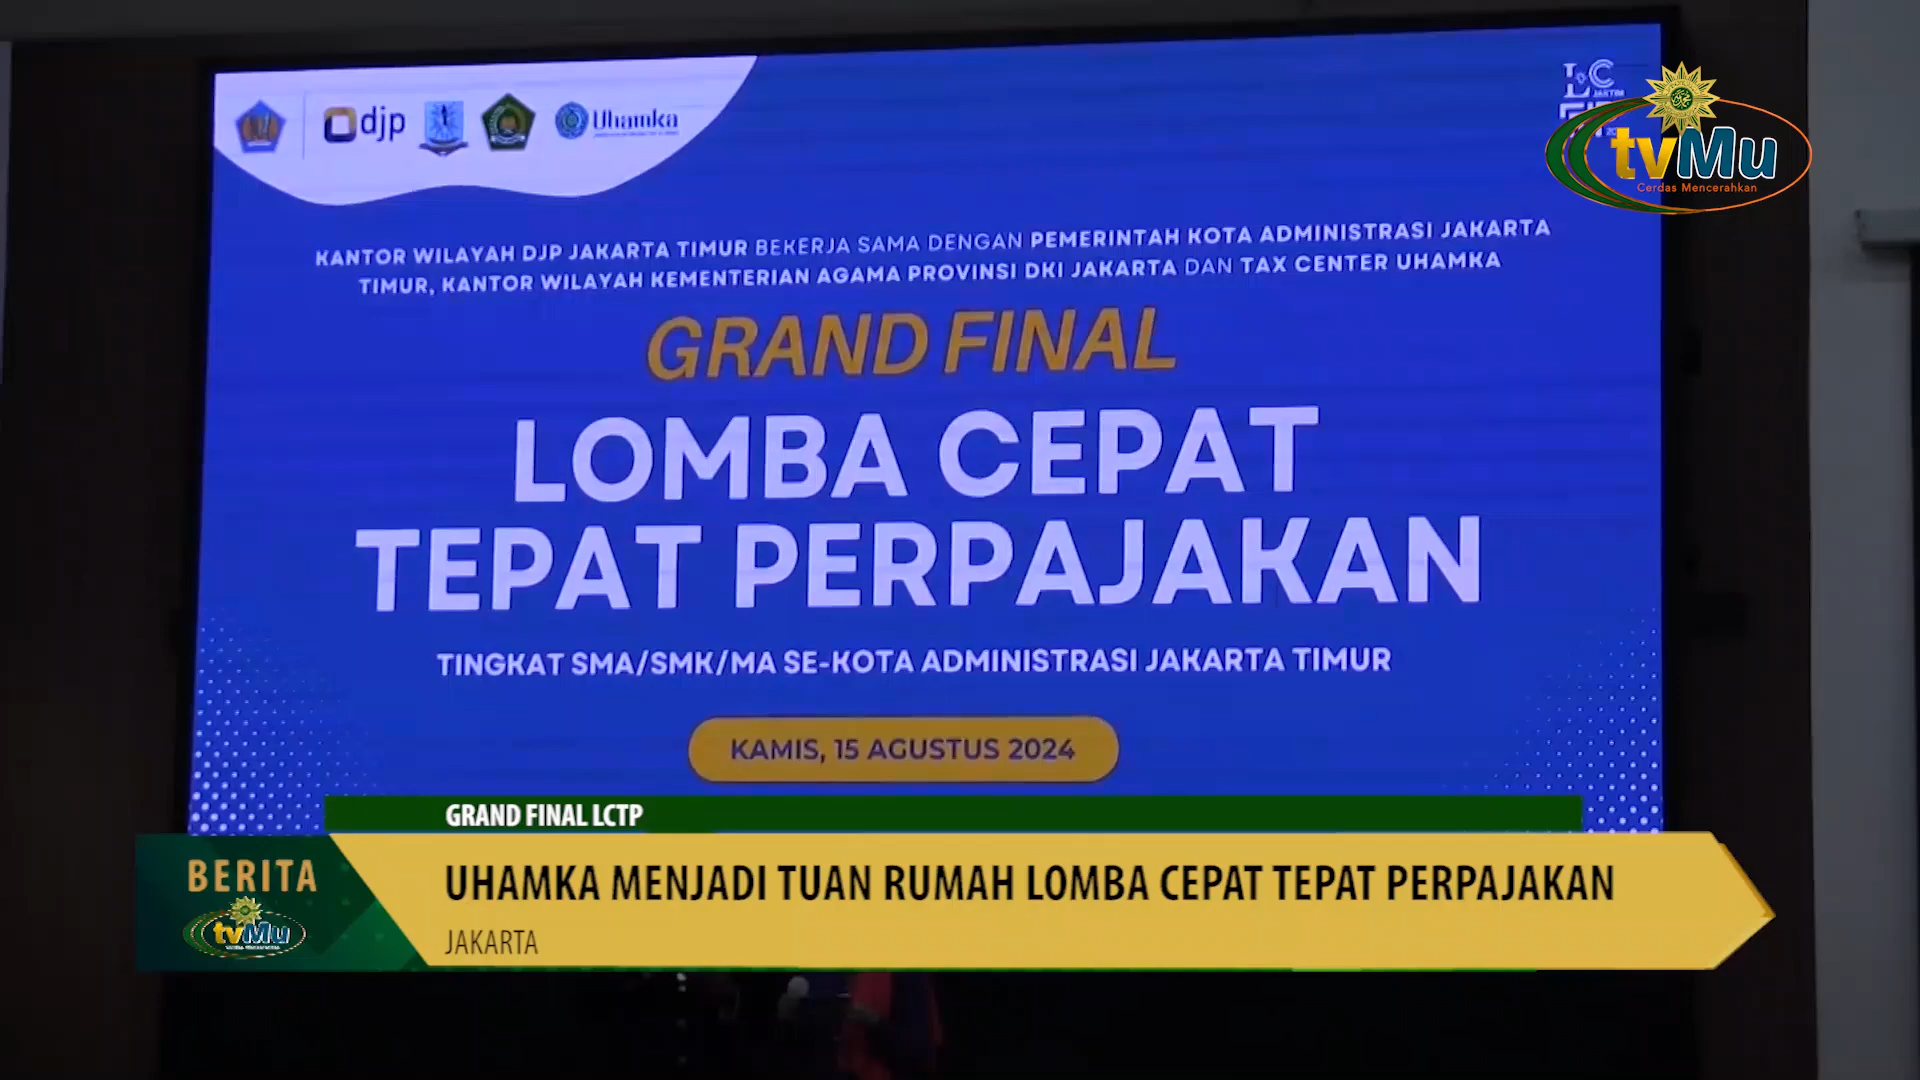 djp
Uhamka
LCC
JAKTIM
tvMu
Cerdas Mencerahkan
KANTOR WILAYAH DJP JAKARTA TIMUR BEKERJA SAMA DENGAN PEMERINTAH KOTA ADMINISTRASI JAKARTA
TIMUR, KANTOR WILAYAH KEMENTERIAN AGAMA PROVINSI DKI JAKARTA DAN TAX CENTER UHAMKA
GRAND FINAL
LOMBA CEPAT
TEPAT PERPAJAKAN
TINGKAT SMA/SMK/MA SE-KOTA ADMINISTRASI JAKARTA TIMUR
KAMIS, 15 AGUSTUS 2024
GRAND FINAL LCTP
BERITA
tvMu
UHAMKA MENJADI TUAN RUMAH LOMBA CEPAT TEPAT PERPAJAKAN
JAKARTA